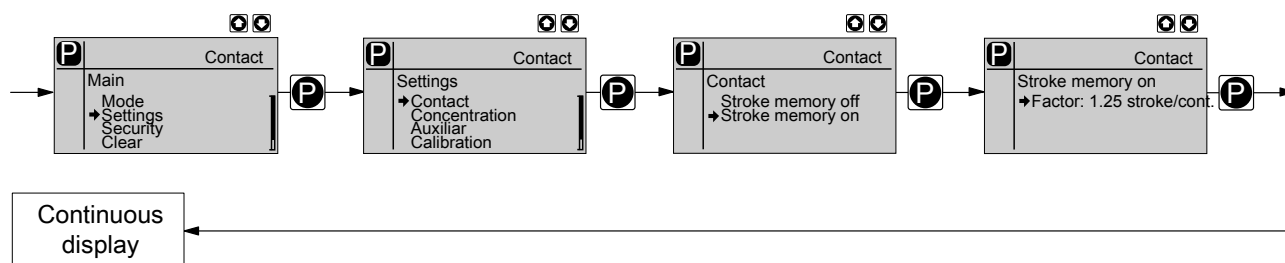 P Contact
Main
Mode
Settings
Security
Clear
P
P Contact
Settings
Contact
Concentration
Auxiliar
Calibration
P
P Contact
Contact
Stroke memory off
Stroke memory on
P
P Contact
Stroke memory on
Factor: 1.25 stroke/cont.
P
Continuous
display